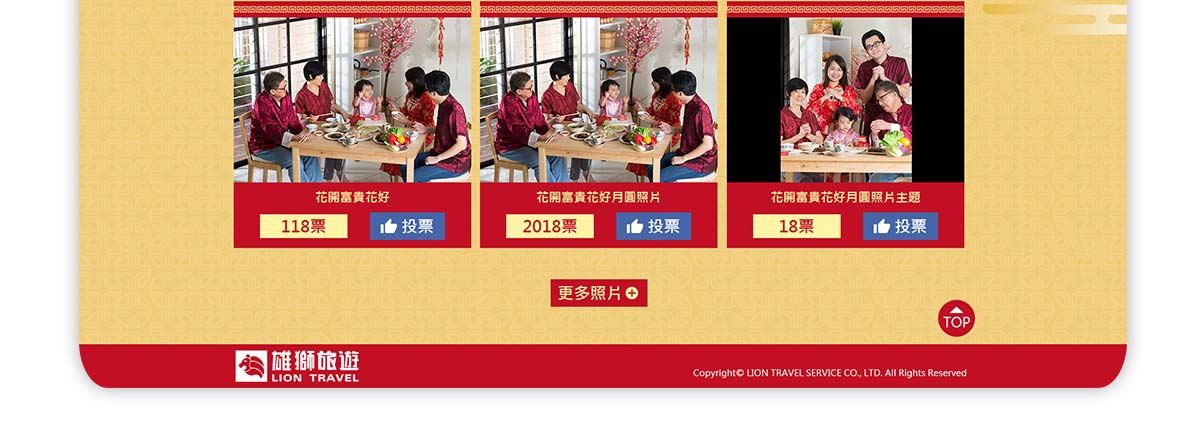 花開富貴花好
118票
投票
花開富貴花好月圓照片
2018票
投票
花開富貴花好月圓照片主題
18票
投票
更多照片
TOP
雄獅旅遊
LION TRAVEL
Copyright© LION TRAVEL SERVICE CO., LTD. All Rights Reserved